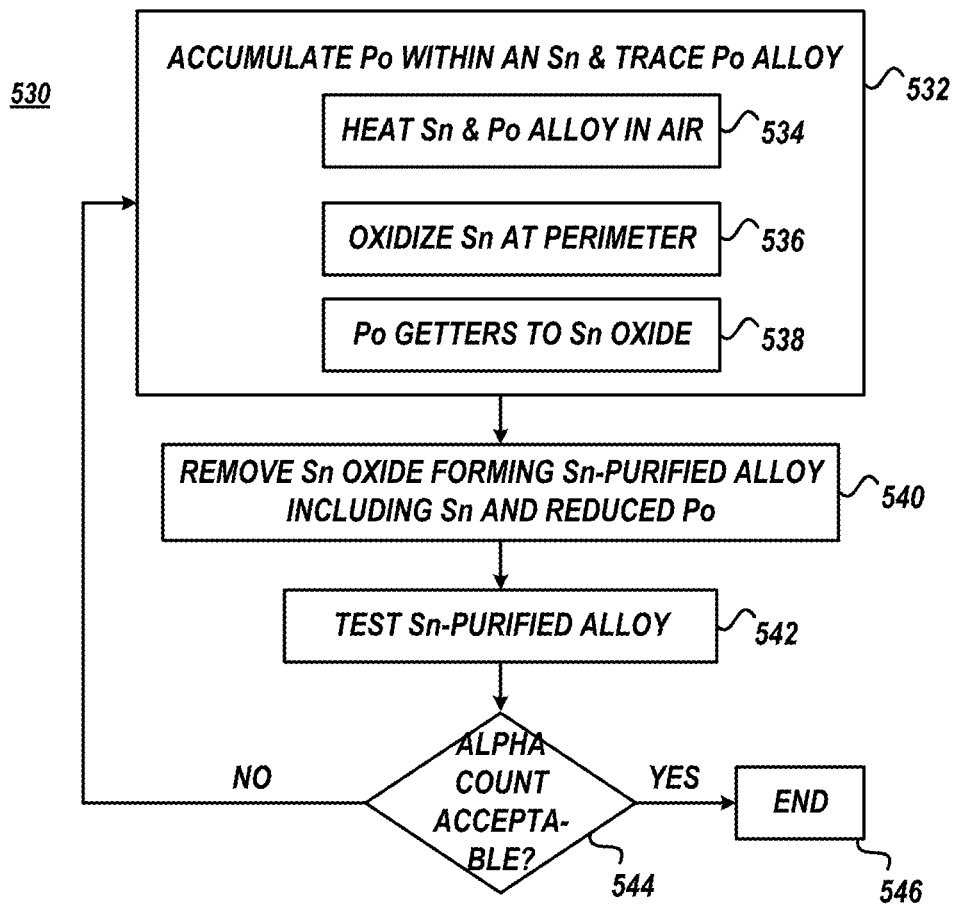 530
ACCUMULATE Po WITHIN AN Sn & TRACE Po ALLOY
532
HEAT Sn & Po ALLOY IN AIR
534
OXIDIZE Sn AT PERIMETER
536
Po GETTERS TO Sn OXIDE
538
REMOVE Sn OXIDE FORMING Sn-PURIFIED ALLOY
INCLUDING Sn AND REDUCED Po
540
TEST Sn-PURIFIED ALLOY
542
ALPHA
COUNT
ACCEPTA-
BLE?
544
NO
YES
END
546